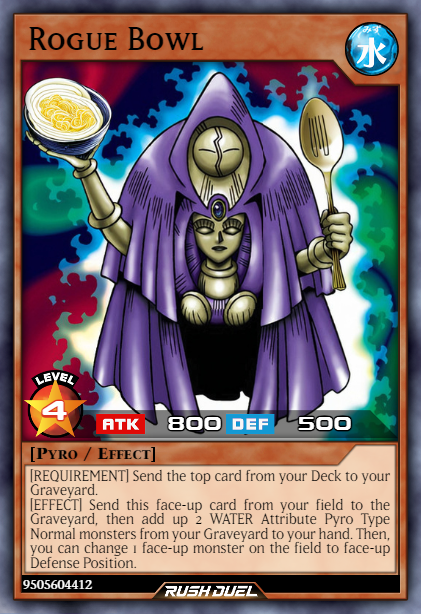 Rogue Bowl
みず
水
LEVEL
4
ATK 800 DEF 500
[Pyro / Effect]
[REQUIREMENT] Send the top card from your Deck to your
Graveyard.
[EFFECT] Send this face-up card from your field to the
Graveyard, then add up 2 WATER Attribute Pyro Type
Normal monsters from your Graveyard to your hand. Then,
you can change 1 face-up monster on the field to face-up
Defense Position.
9505604412
RUSH DUEL